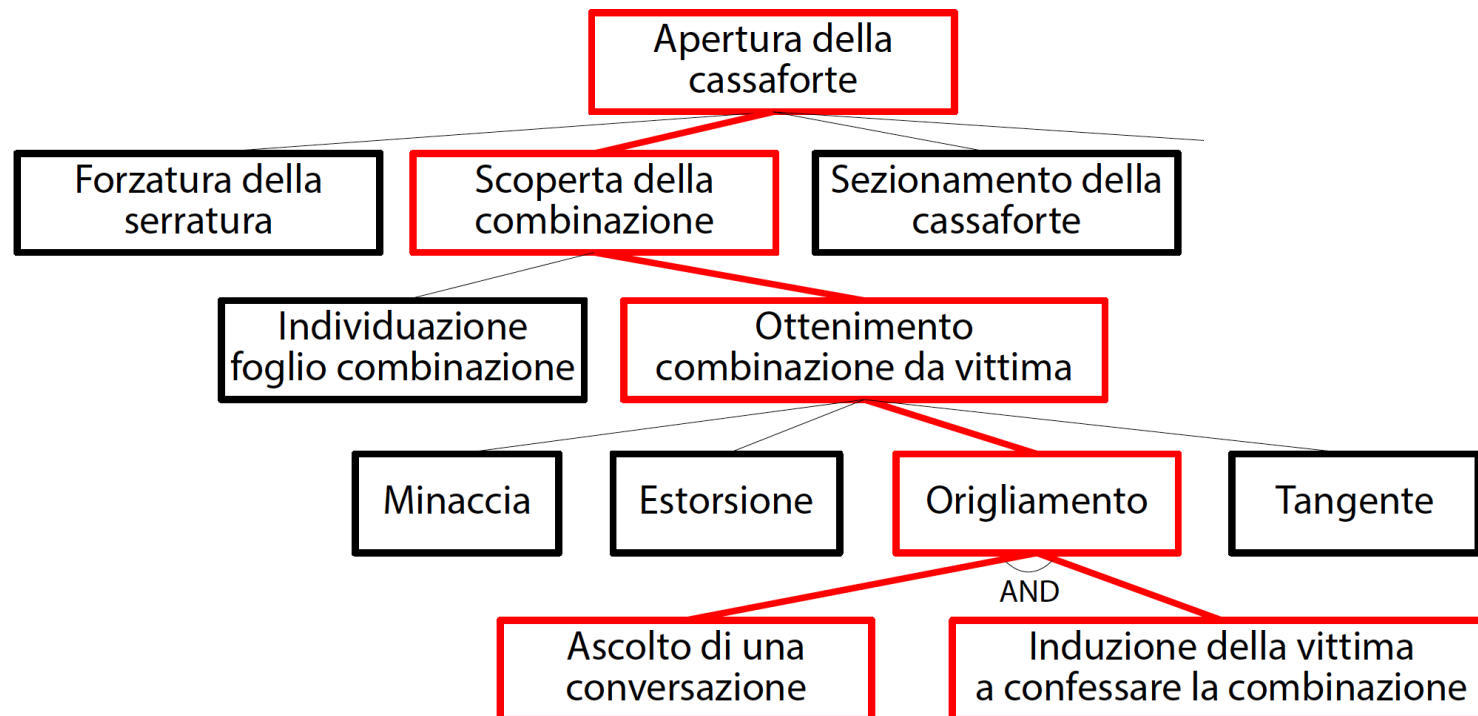 Apertura della
cassaforte
Forzatura della
serratura
Scoperta della
combinazione
Sezionamento della
cassaforte
Individuazione
foglio combinazione
Ottenimento
combinazione da vittima
Minaccia
Estorsione
Origliamento
Tangente
AND
Ascolto di una
conversazione
Induzione della vittima
a confessare la combinazione